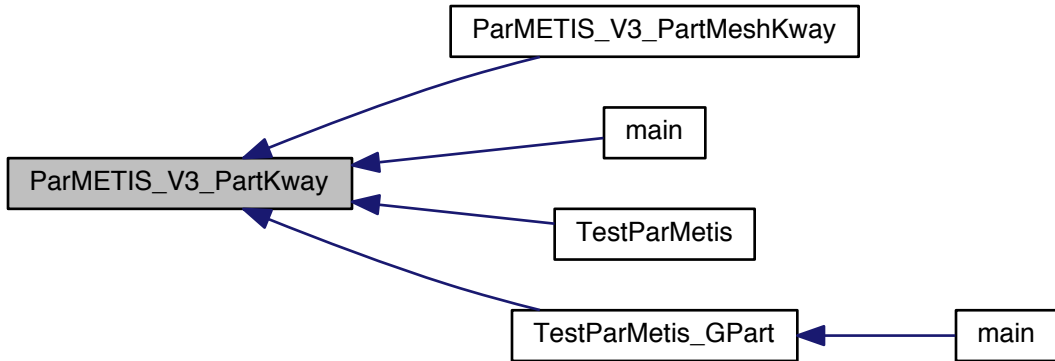 ParMETIS_V3_PartMeshKway
main
ParMETIS_V3_PartKway
TestParMetis
TestParMetis_GPart
main